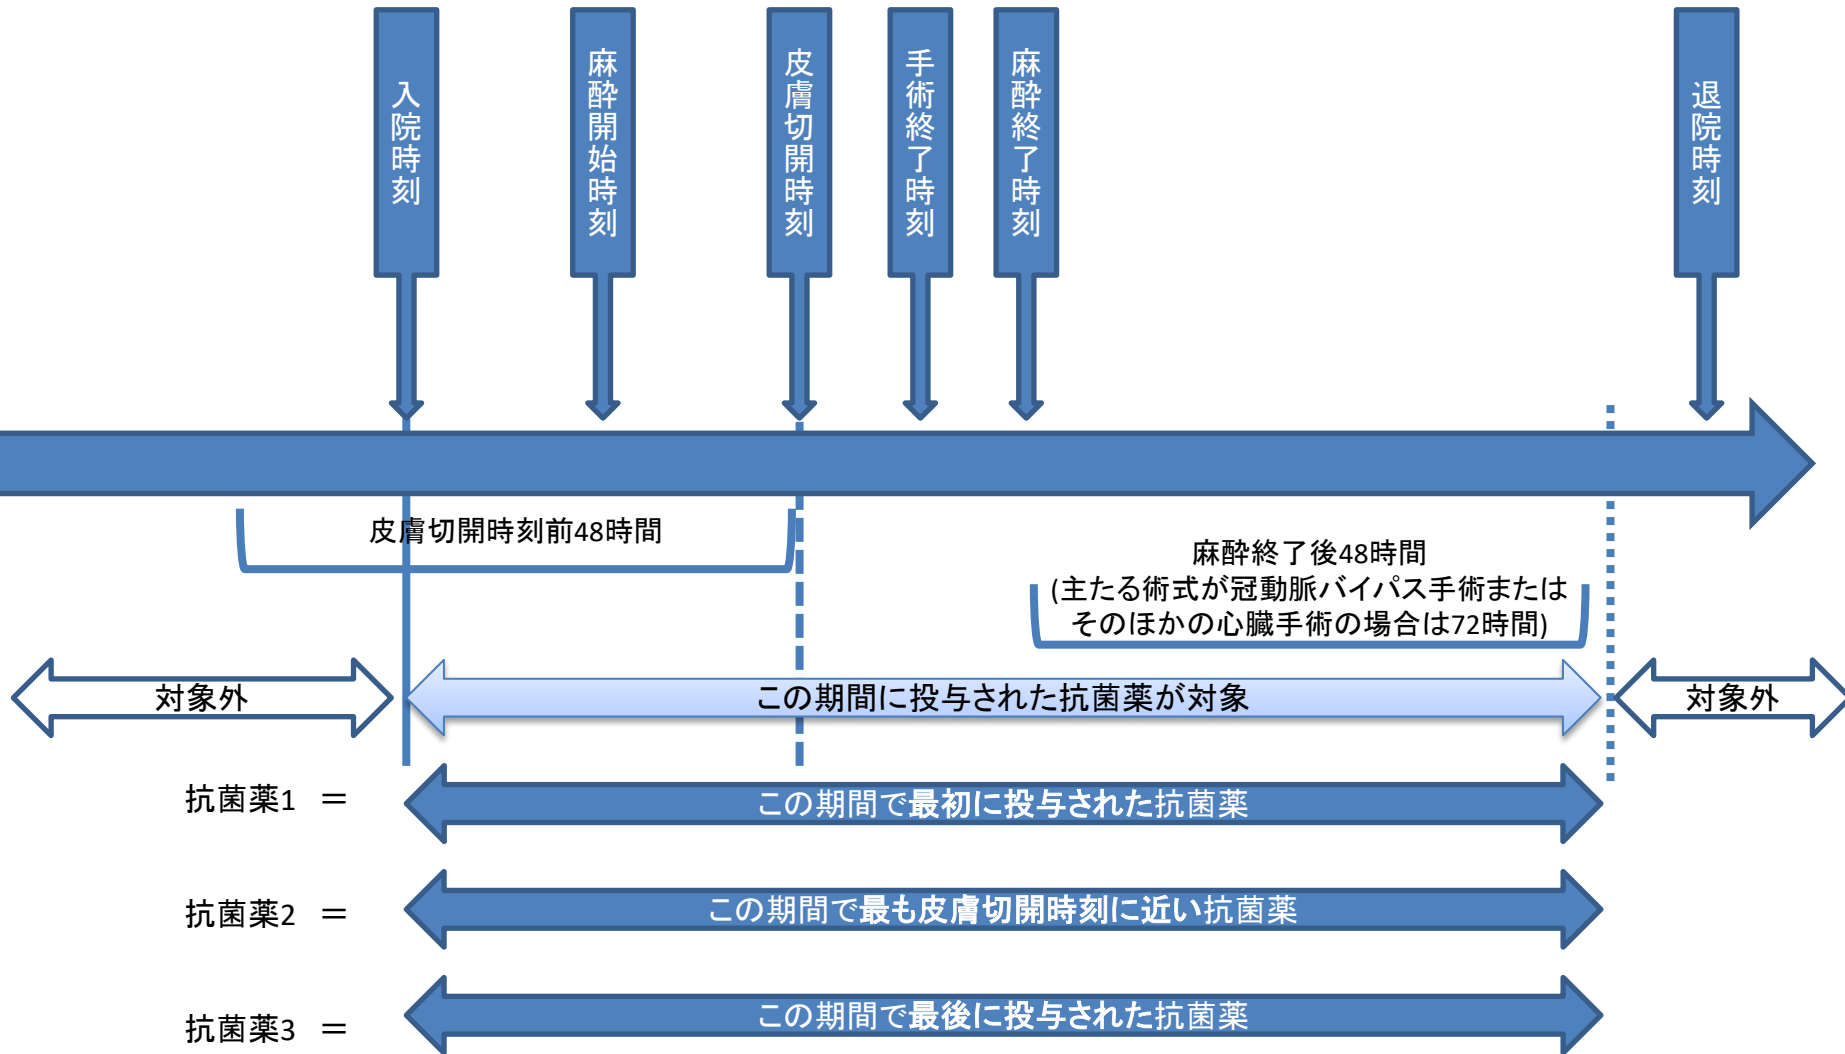 入院時刻
麻酔開始時刻
皮膚切開時刻
手術終了時刻
麻酔終了時刻
退院時刻
皮膚切開時刻前48時間
麻酔終了後48時間
(主たる術式が冠動脈バイパス手術または
そのほかの心臓手術の場合は72時間)
対象外
この期間に投与された抗菌薬が対象
対象外
抗菌薬1 ＝
この期間で最初に投与された抗菌薬
抗菌薬2 ＝
この期間で最も皮膚切開時刻に近い抗菌薬
抗菌薬3 ＝
この期間で最後に投与された抗菌薬